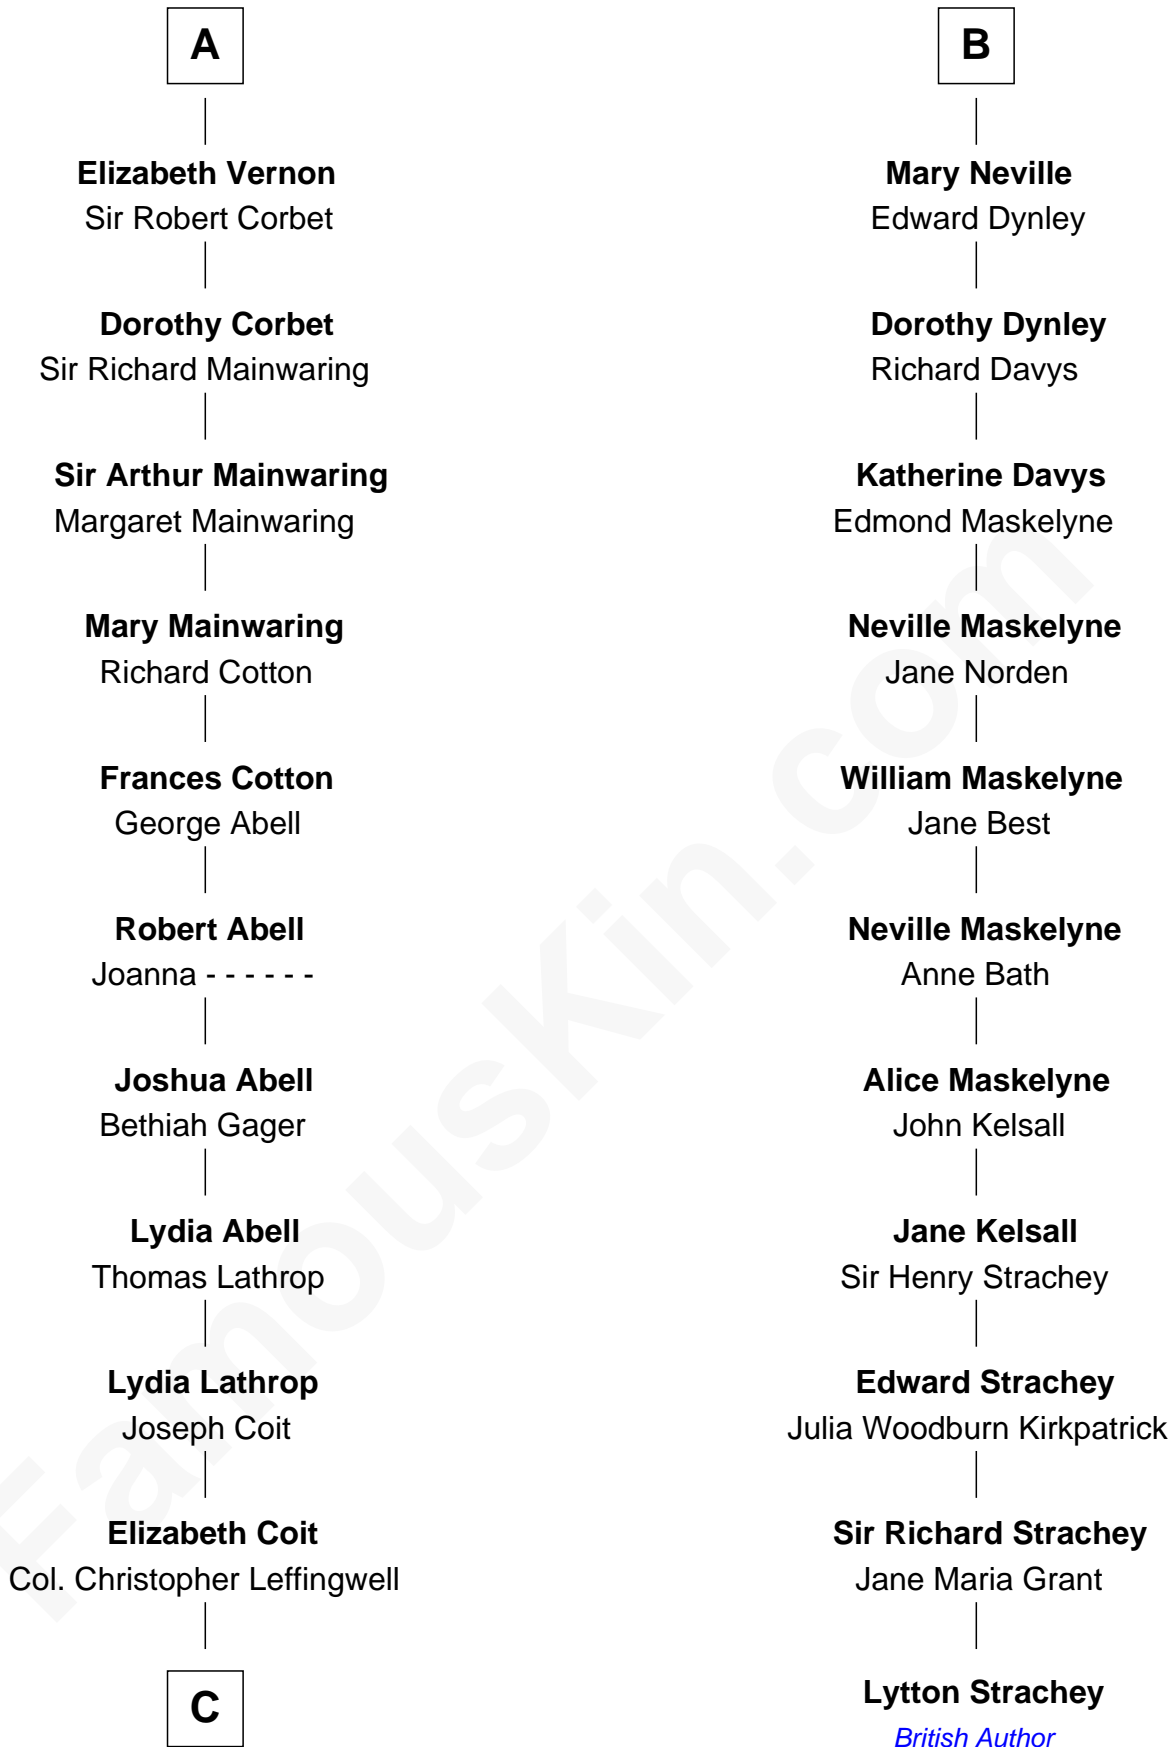 A
Elizabeth Vernon
Sir Robert Corbet
Dorothy Corbet
Sir Richard Mainwaring
Sir Arthur Mainwaring
Margaret Mainwaring
Mary Mainwaring
Richard Cotton
Frances Cotton
George Abell
Robert Abell
Joanna - - - - - -
Joshua Abell
Bethiah Gager
Lydia Abell
Thomas Lathrop
Lydia Lathrop
Joseph Coit
Elizabeth Coit
Col. Christopher Leffingwell
C
B
Mary Neville
Edward Dynley
Dorothy Dynley
Richard Davys
Katherine Davys
Edmond Maskelyne
Neville Maskelyne
Jane Norden
William Maskelyne
Jane Best
Neville Maskelyne
Anne Bath
Alice Maskelyne
John Kelsall
Jane Kelsall
Sir Henry Strachey
Edward Strachey
Julia Woodburn Kirkpatrick
Sir Richard Strachey
Jane Maria Grant
Lytton Strachey
British Author
FamousKin.com